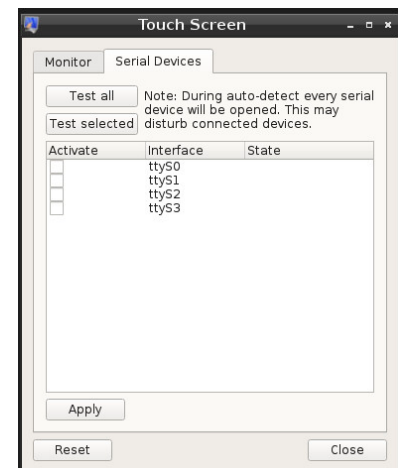 Touch Screen
Monitor Serial Devices
Test all
Test selected
Note: During auto-detect every serial
device will be opened. This may
disturb connected devices.
Activate Interface State
ttyS0
ttyS1
ttyS2
ttyS3
Apply
Reset Close